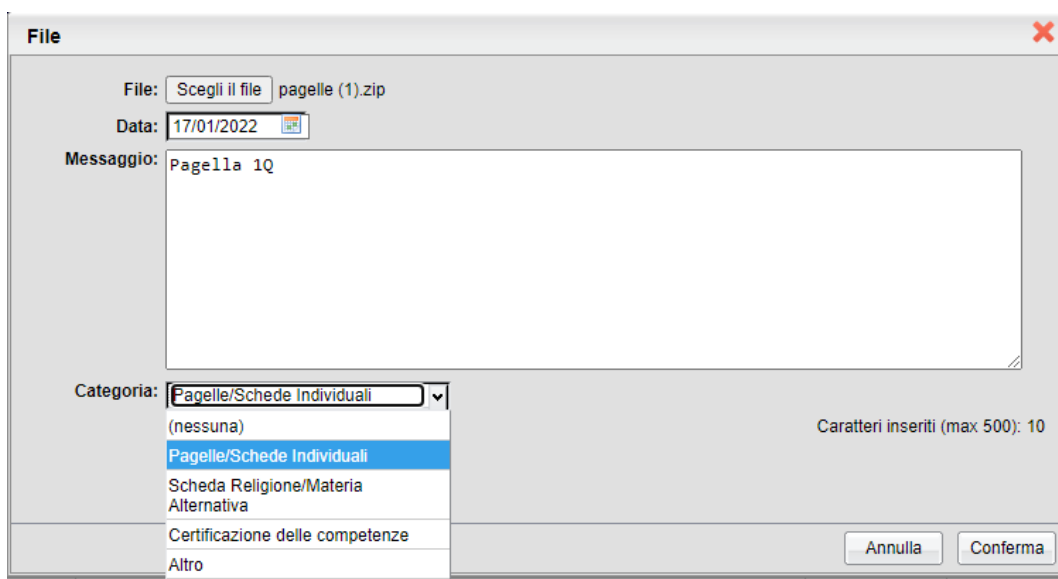 File
File: Scegli il file pagelle (1).zip
Data: 17/01/2022
Messaggio: Pagella 1Q
Categoria: Pagelle/Schede Individuali
(nessuna)
Caratteri inseriti (max 500): 10
Pagelle/Schede Individuali
Scheda Religione/Materia
Alternativa
Certificazione delle competenze
Annulla Conferma
Altro